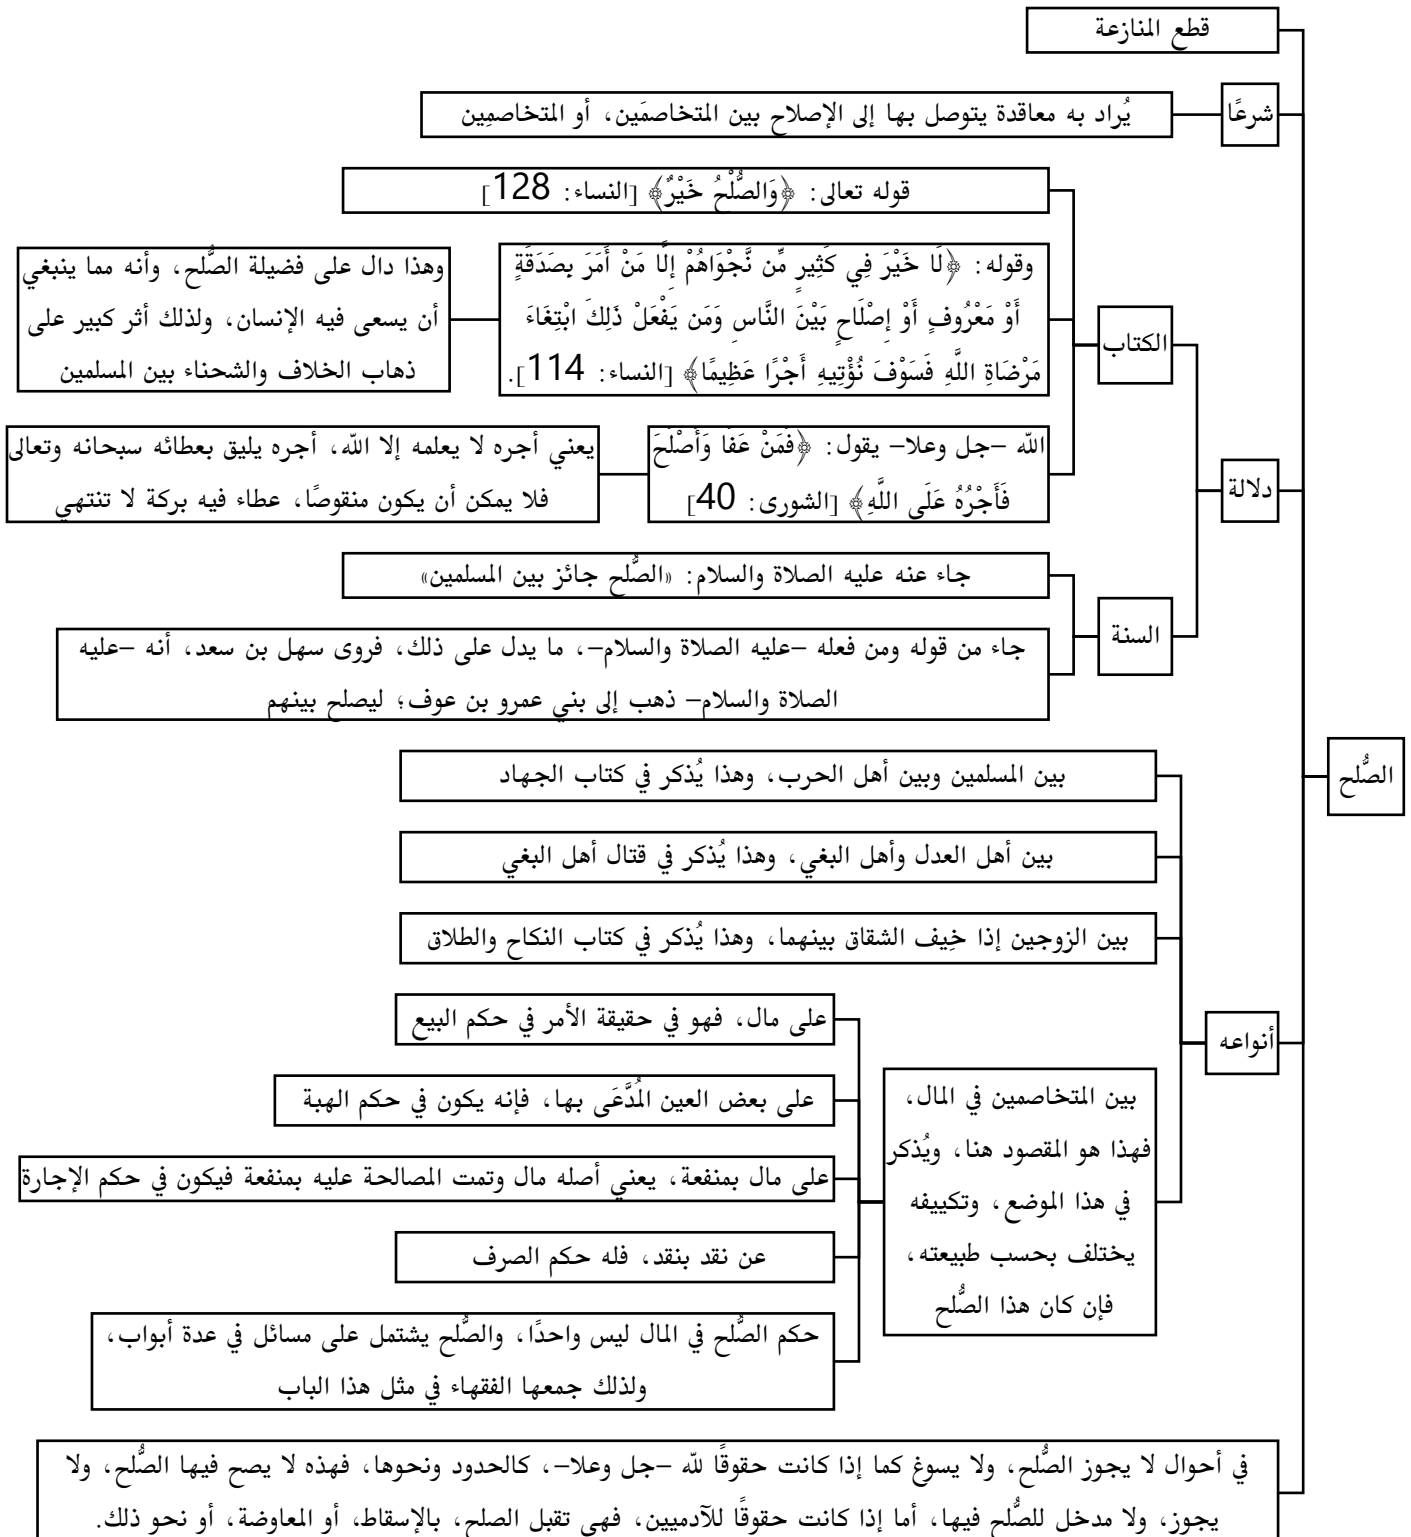 الصُّلح
قطع المنازعة
شرعًا
يُراد به معاقدة يتوصل بها إلى الإصلاح بين المتخاصمَين، أو المتخاصمِين
دلالة
الكتاب
قوله تعالى: ﴿وَالصُّلْحُ خَيْرٌ﴾ [النساء: 128]
وقوله: ﴿لَا خَيْرَ فِي كَثِيرٍ مِّن نَّجْوَاهُمْ إِلَّا مَنْ أَمَرَ بِصَدَقَةٍ
أَوْ مَعْرُوفٍ أَوْ إِصْلَاحٍ بَيْنَ النَّاسِ وَمَن يَفْعَلْ ذَلِكَ ابْتِغَاءَ
مَرْضَاةِ اللَّهِ فَسَوْفَ نُؤْتِيهِ أَجْرًا عَظِيمًا﴾ [النساء: 114].
وهذا دال على فضيلة الصُّلح، وأنه مما ينبغي
أن يسعى فيه الإنسان، ولذلك أثر كبير على
ذهاب الخلاف والشحناء بين المسلمين
الله –جل وعلا– يقول: ﴿فَمَنْ عَفَا وَأَصْلَحَ
فَأَجْرُهُ عَلَى اللَّهِ﴾ [الشورى: 40]
يعني أجره لا يعلمه إلا الله، أجره يليق بعطائه سبحانه وتعالى
فلا يمكن أن يكون منقوصًا، عطاء فيه بركة لا تنتهي
السنة
جاء عنه عليه الصلاة والسلام: «الصُّلح جائز بين المسلمين»
جاء من قوله ومن فعله –عليه الصلاة والسلام–، ما يدل على ذلك، فروى سهل بن سعد، أنه –عليه
الصلاة والسلام– ذهب إلى بني عمرو بن عوف؛ ليصلح بينهم
أنواعه
بين المسلمين وبين أهل الحرب، وهذا يُذكر في كتاب الجهاد
بين أهل العدل وأهل البغي، وهذا يُذكر في قتال أهل البغي
بين الزوجين إذا خِيف الشقاق بينهما، وهذا يُذكر في كتاب النكاح والطلاق
بين المتخاصمين في المال،
فهذا هو المقصود هنا، ويُذكر
في هذا الموضع، وتكييفه
يختلف بحسب طبيعته،
فإن كان هذا الصُّلح
على مال، فهو في حقيقة الأمر في حكم البيع
على بعض العين المُدَّعَى بها، فإنه يكون في حكم الهبة
على مال بمنفعة، يعني أصله مال وتمت المصالحة عليه بمنفعة فيكون في حكم الإجارة
عن نقد بنقد، فله حكم الصرف
حكم الصُّلح في المال ليس واحدًا، والصُّلح يشتمل على مسائل في عدة أبواب،
ولذلك جمعها الفقهاء في مثل هذا الباب
في أحوال لا يجوز الصُّلح، ولا يسوغ كما إذا كانت حقوقًا لله –جل وعلا–، كالحدود ونحوها، فهذه لا يصح فيها الصُّلح، ولا
يجوز، ولا مدخل للصُّلح فيها، أما إذا كانت حقوقًا للآدميين، فهي تقبل الصلح، بالإسقاط، أو المعاوضة، أو نحو ذلك.